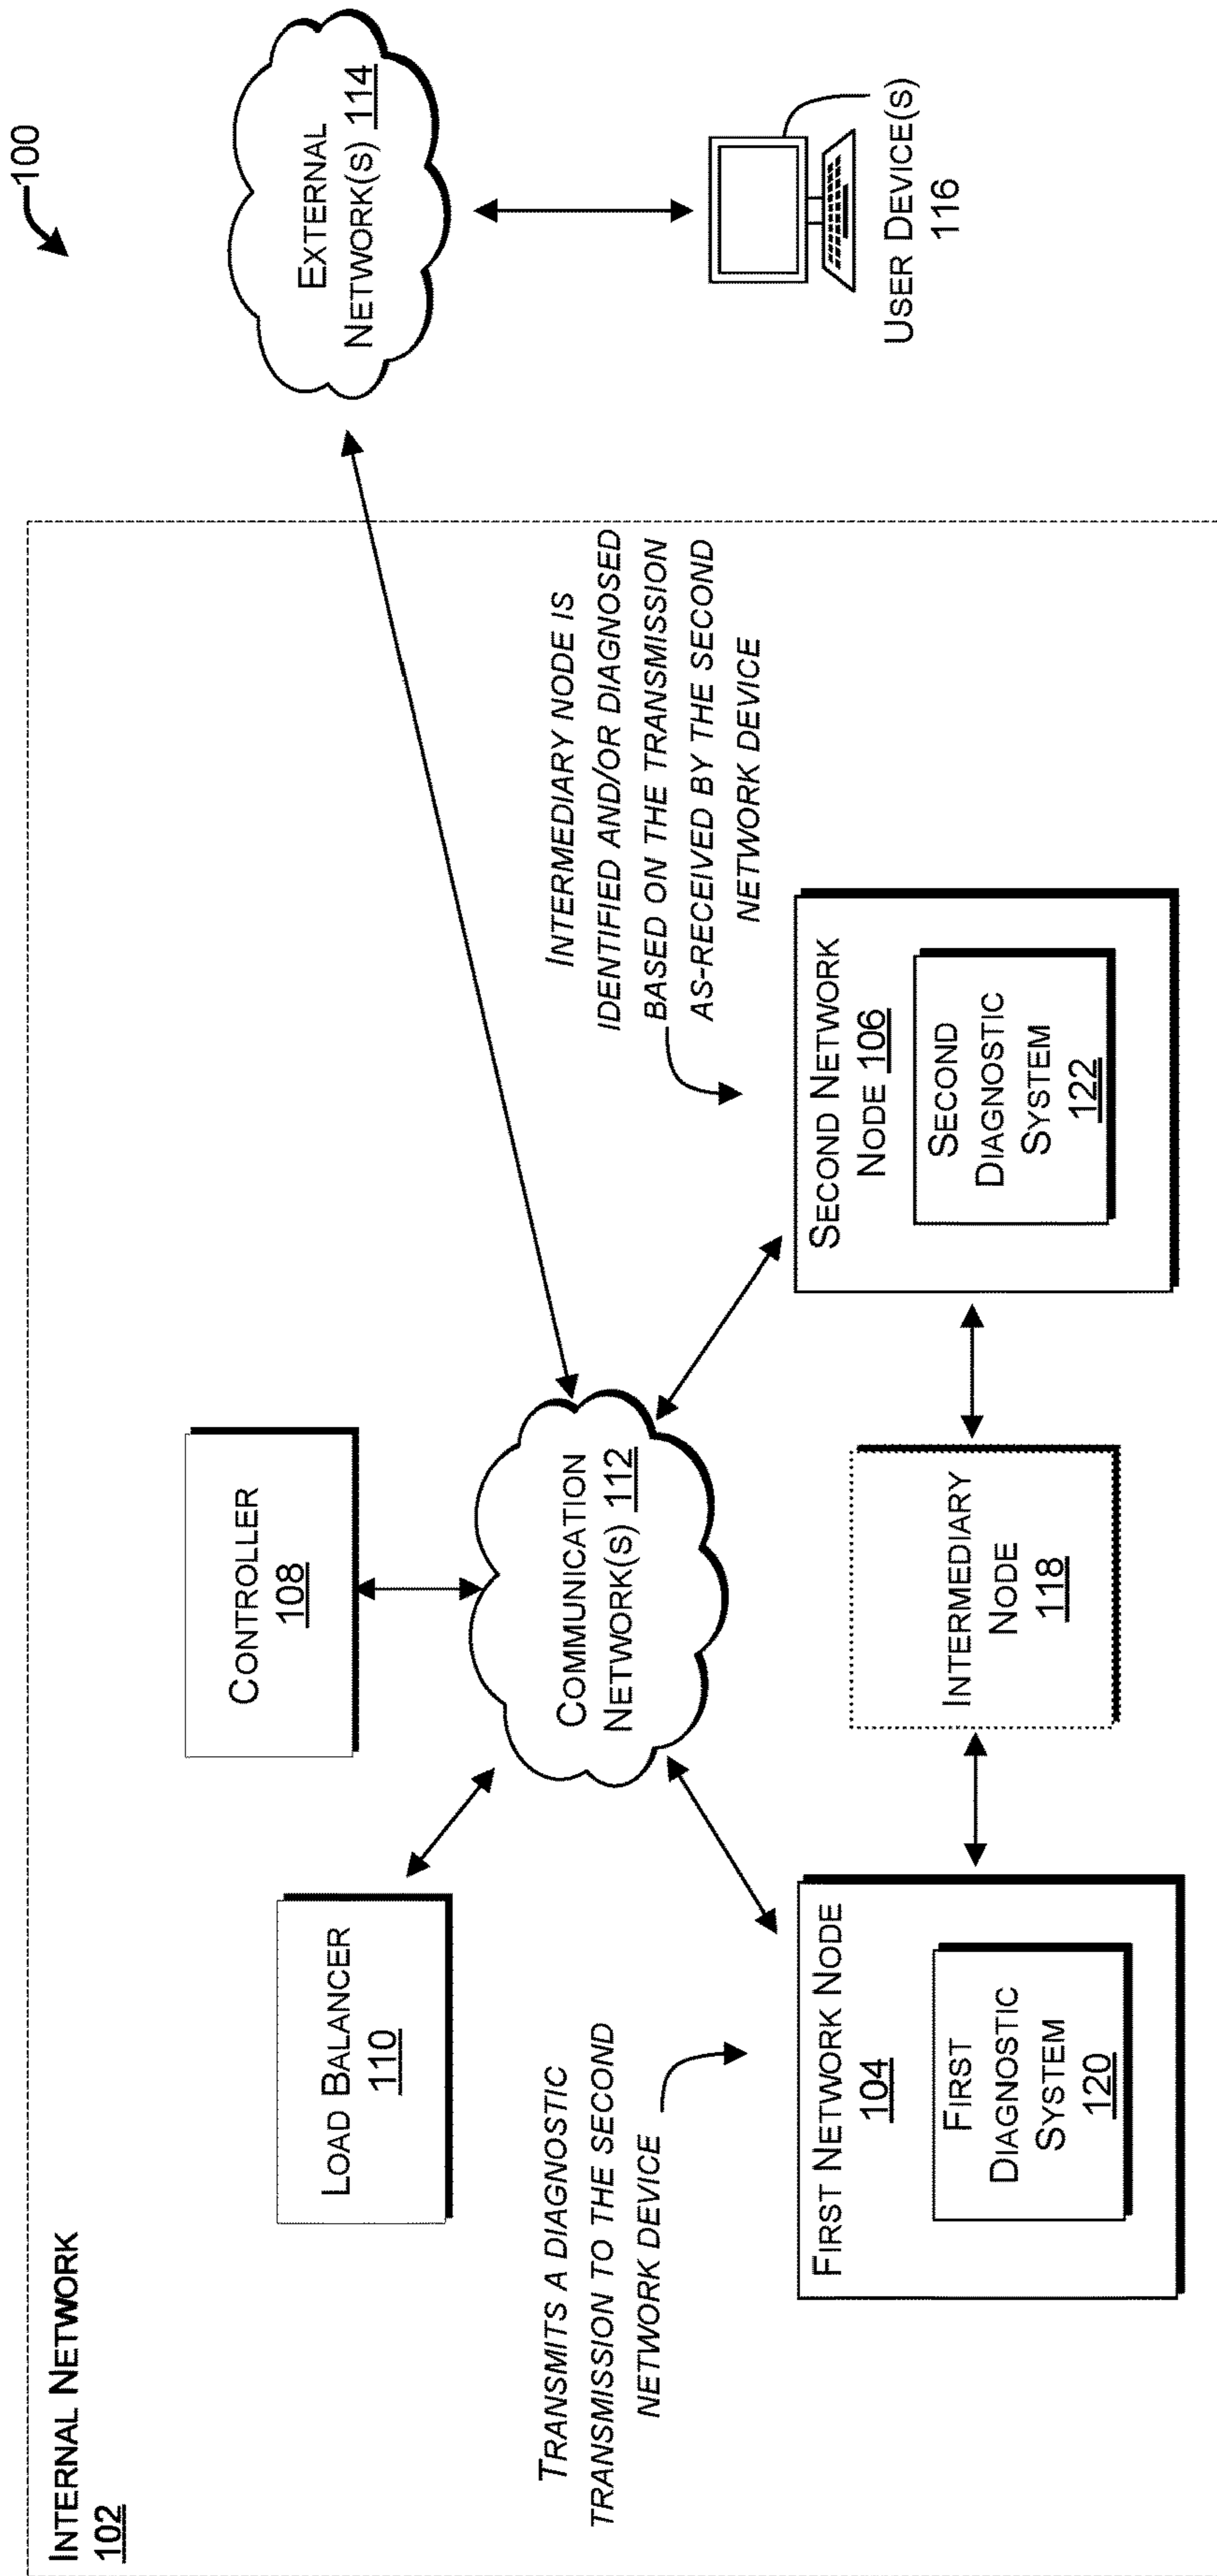 100
INTERNAL NETWORK
102
CONTROLLER
108
LOAD BALANCER
110
COMMUNICATION
NETWORK(S) 112
EXTERNAL
NETWORK(S) 114
USER DEVICE(S)
116
TRANSMITS A DIAGNOSTIC
TRANSMISSION TO THE SECOND
NETWORK DEVICE
INTERMEDIARY NODE IS
IDENTIFIED AND/OR DIAGNOSED
BASED ON THE TRANSMISSION
AS-RECEIVED BY THE SECOND
NETWORK DEVICE
FIRST NETWORK NODE
104
FIRST
DIAGNOSTIC
SYSTEM
120
INTERMEDIARY
NODE
118
SECOND NETWORK
NODE 106
SECOND
DIAGNOSTIC
SYSTEM
122